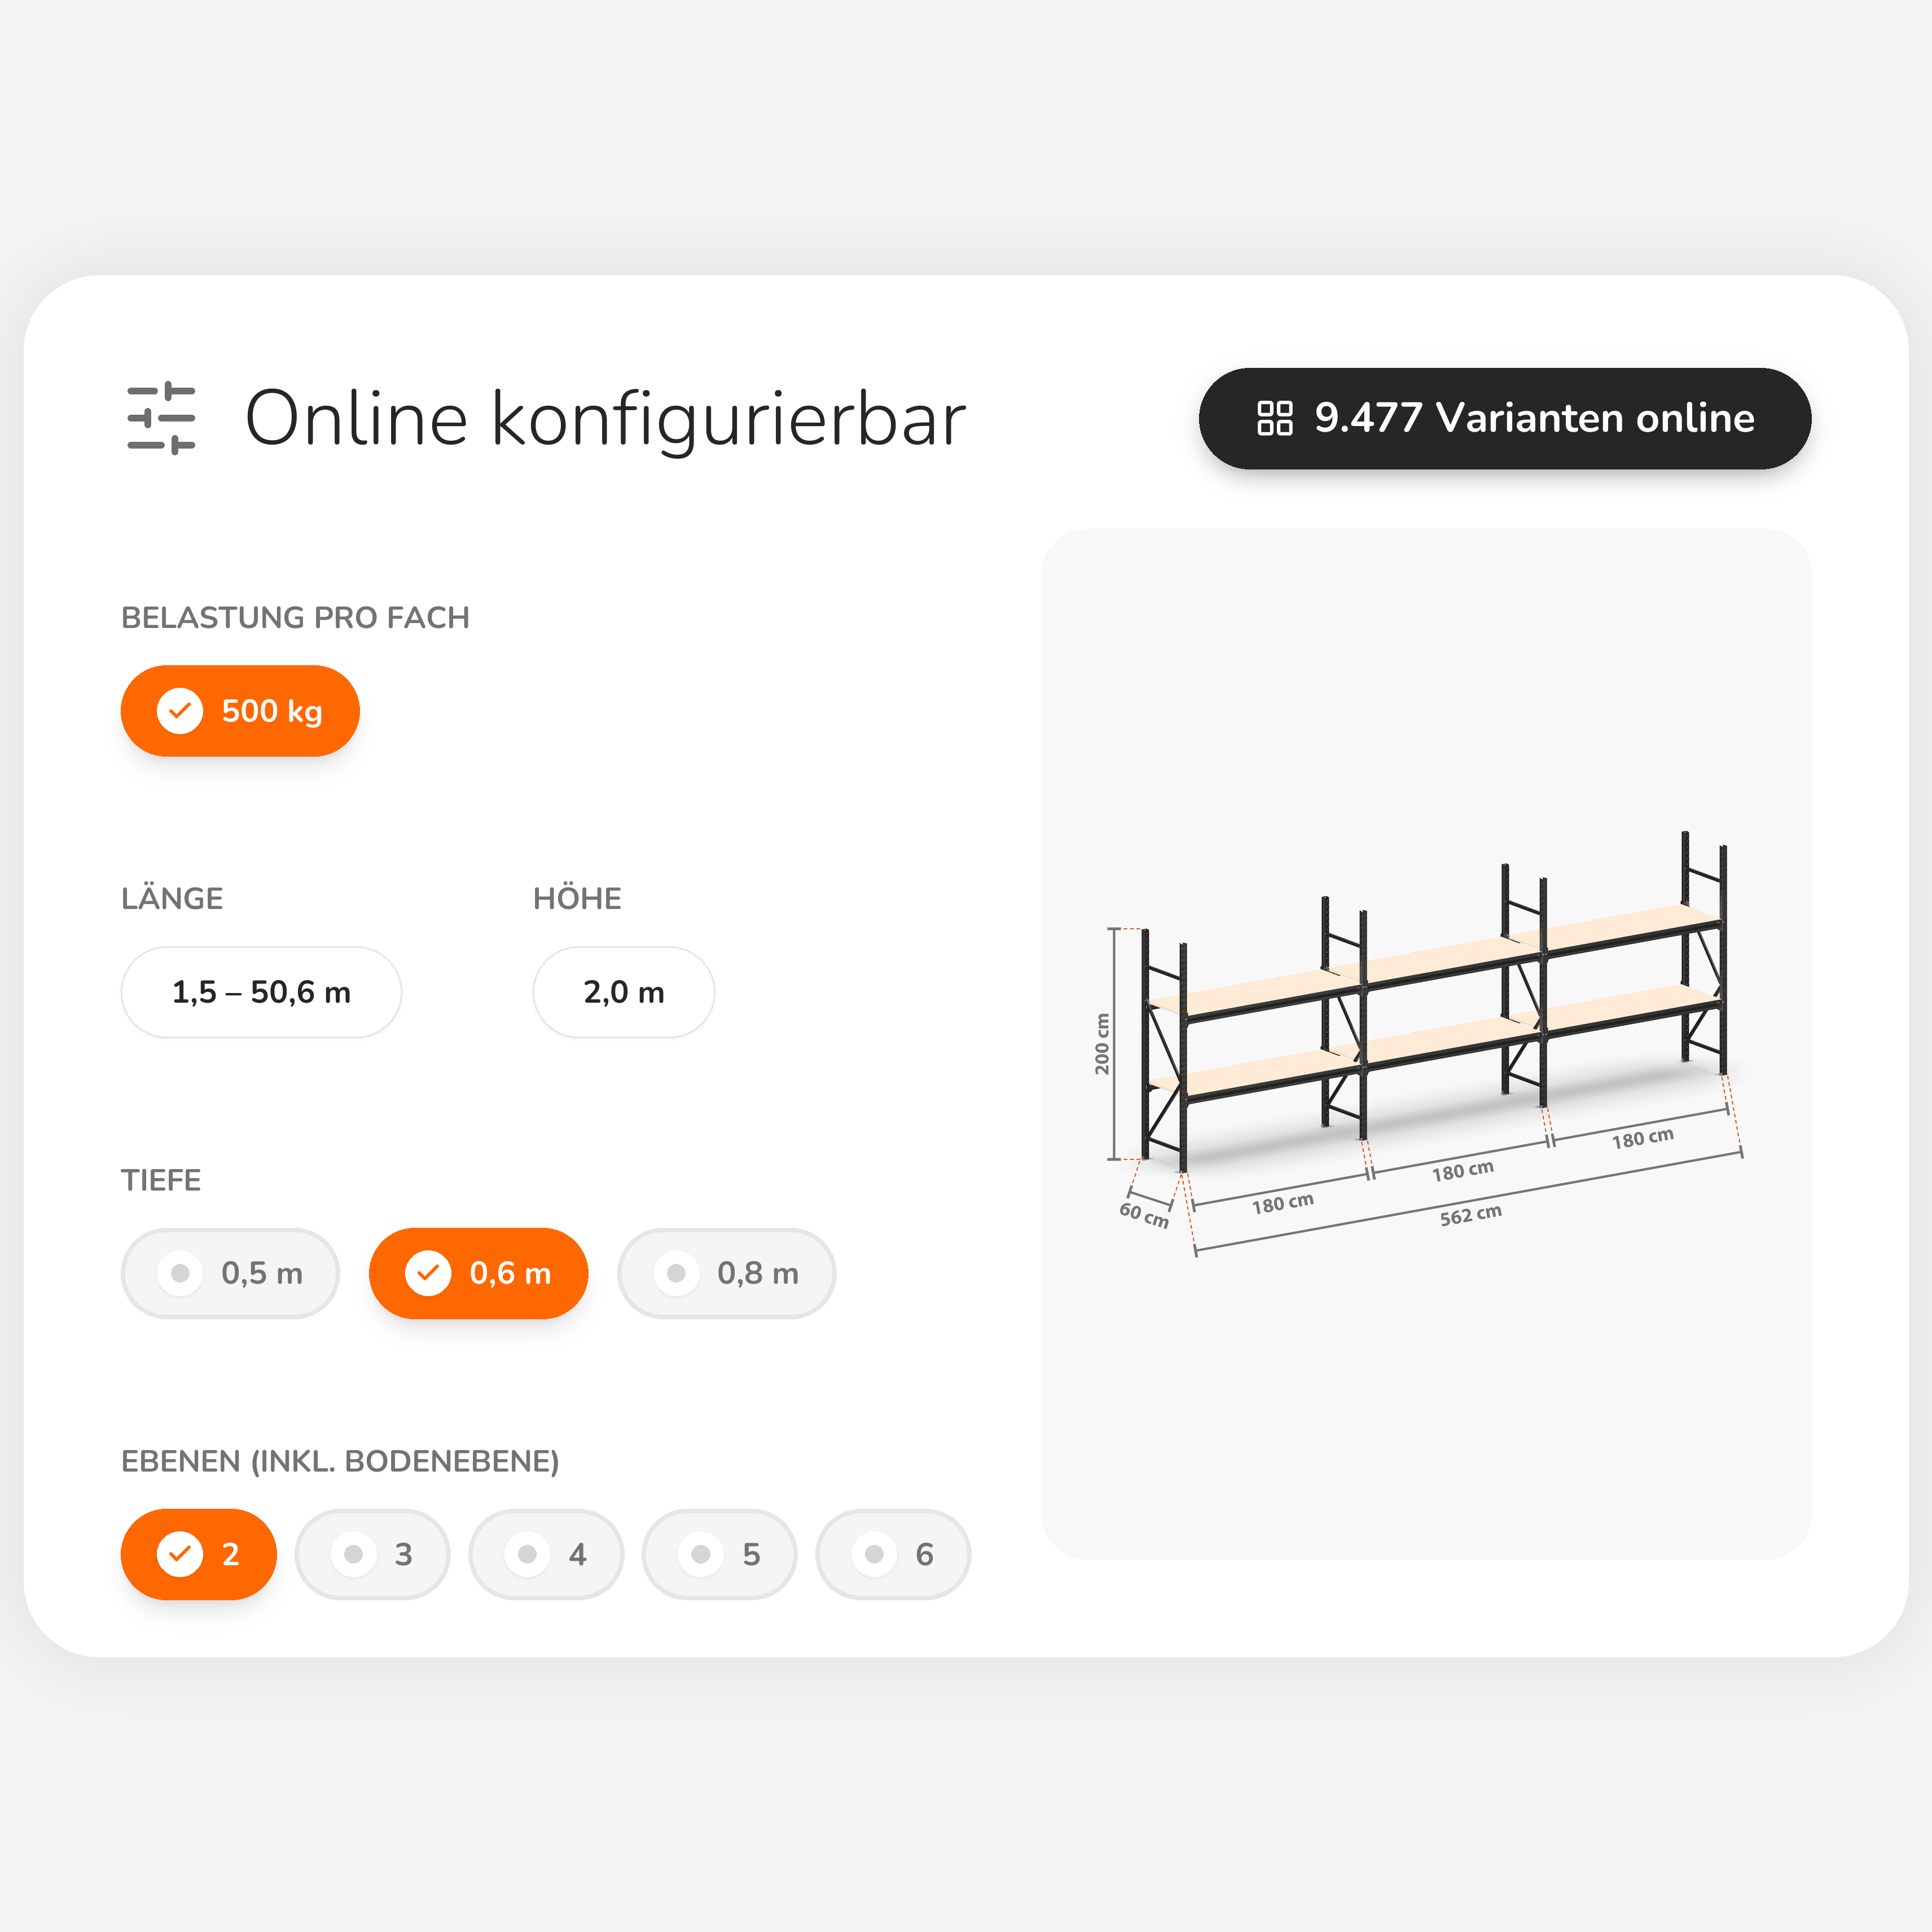 Online konfigurierbar
9.477 Varianten online
BELASTUNG PRO FACH
500 kg
LÄNGE
HÖHE
1,5 – 50,6 m
2,0 m
TIEFE
0,5 m
0,6 m
0,8 m
EBENEN (INKL. BODENEBENE)
2
3
4
5
6
200 cm
60 cm
180 cm
180 cm
180 cm
562 cm